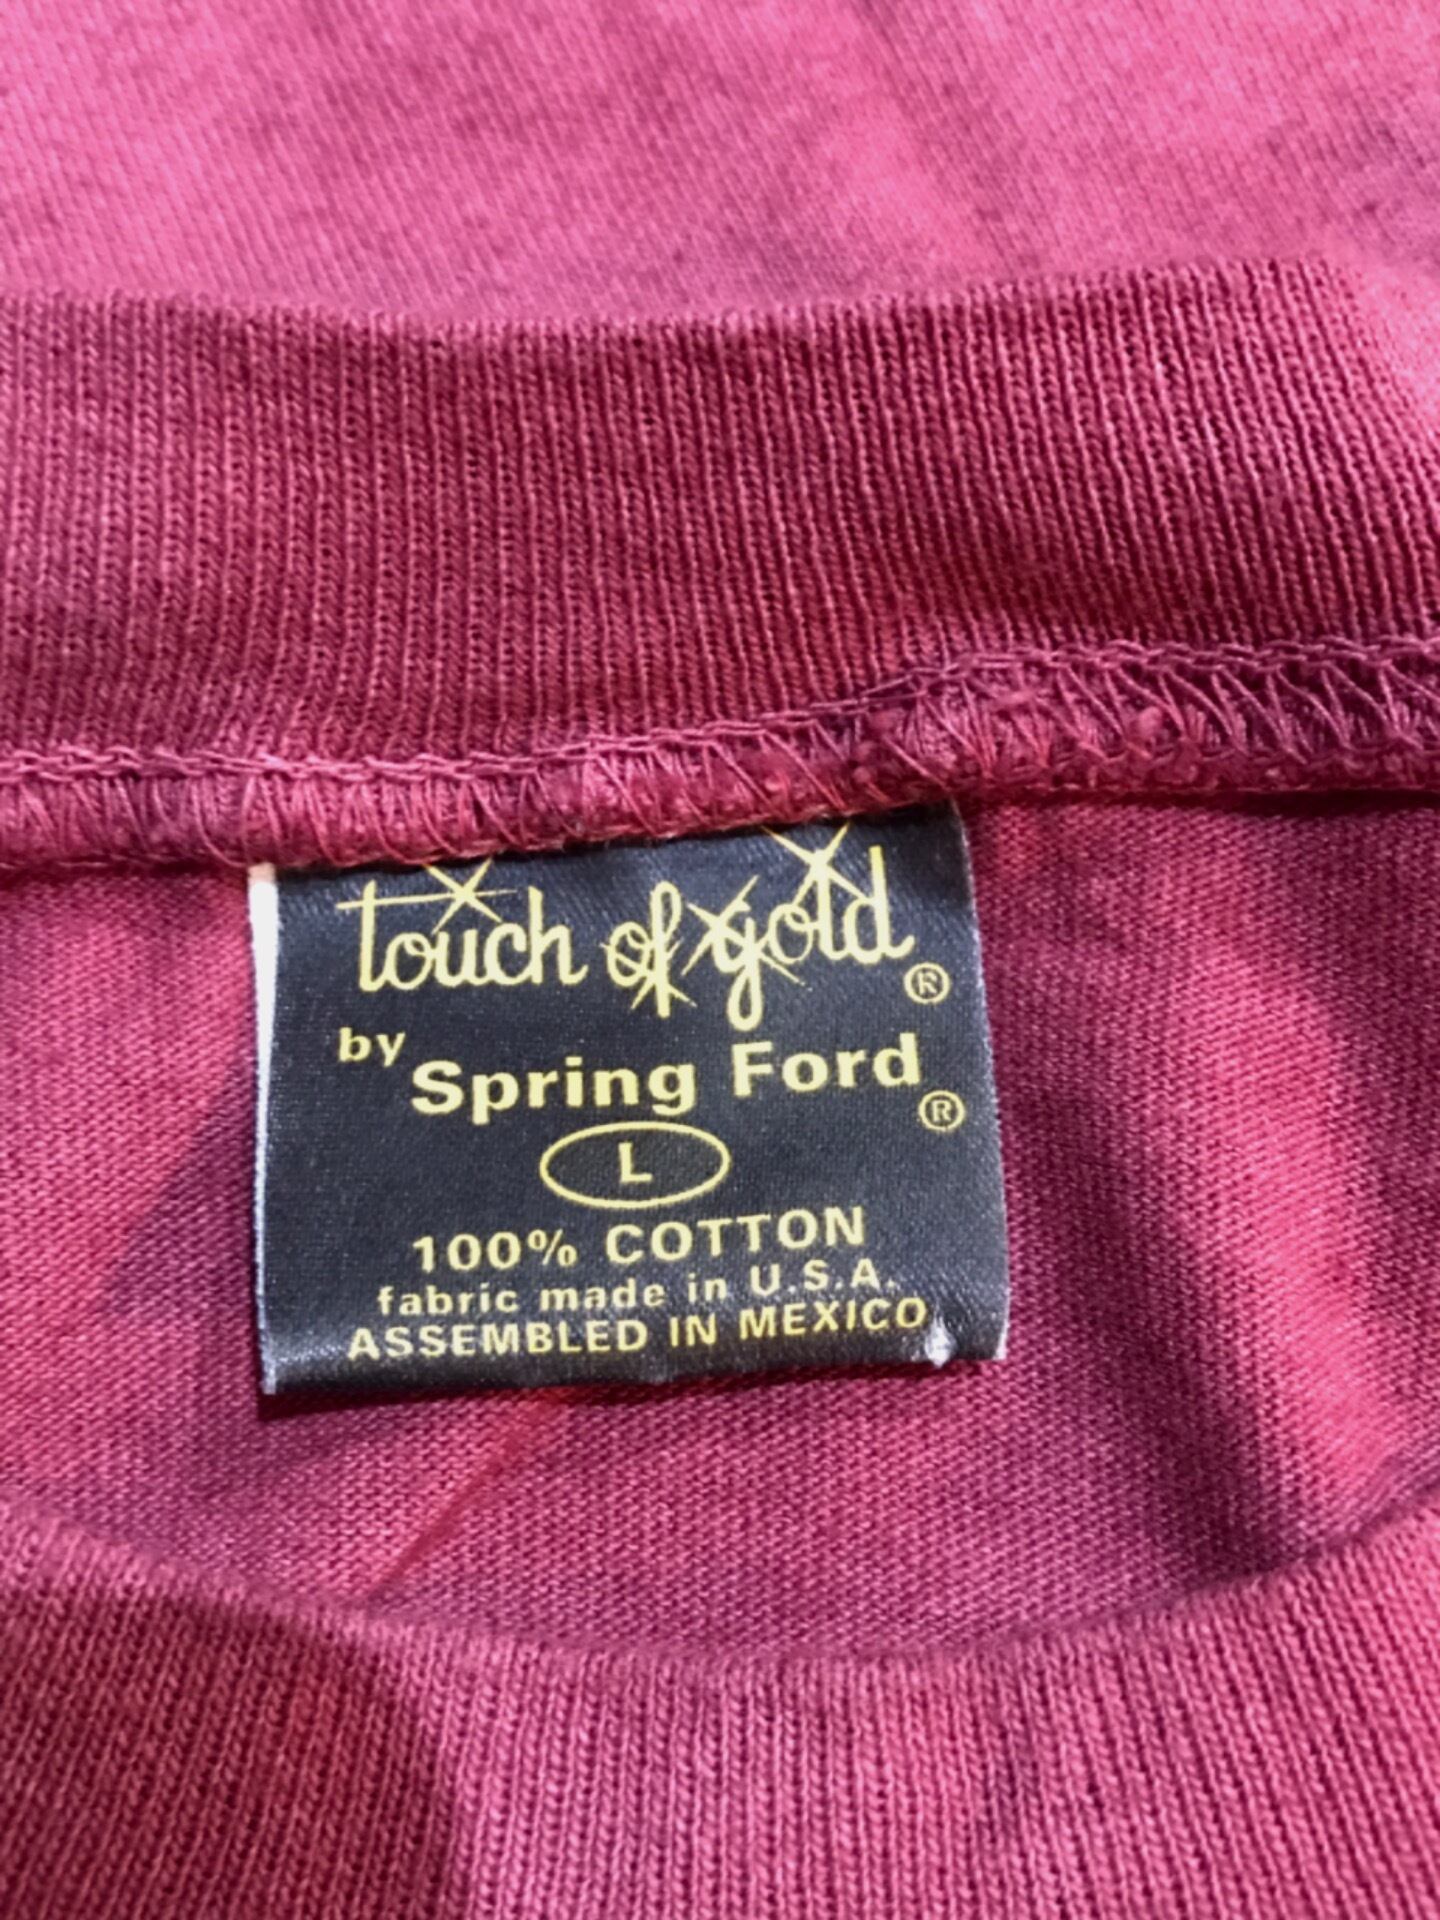 touch of gold®
by Spring Ford®
L
100% COTTON
fabric made in U.S.A.
ASSEMBLED IN MEXICO